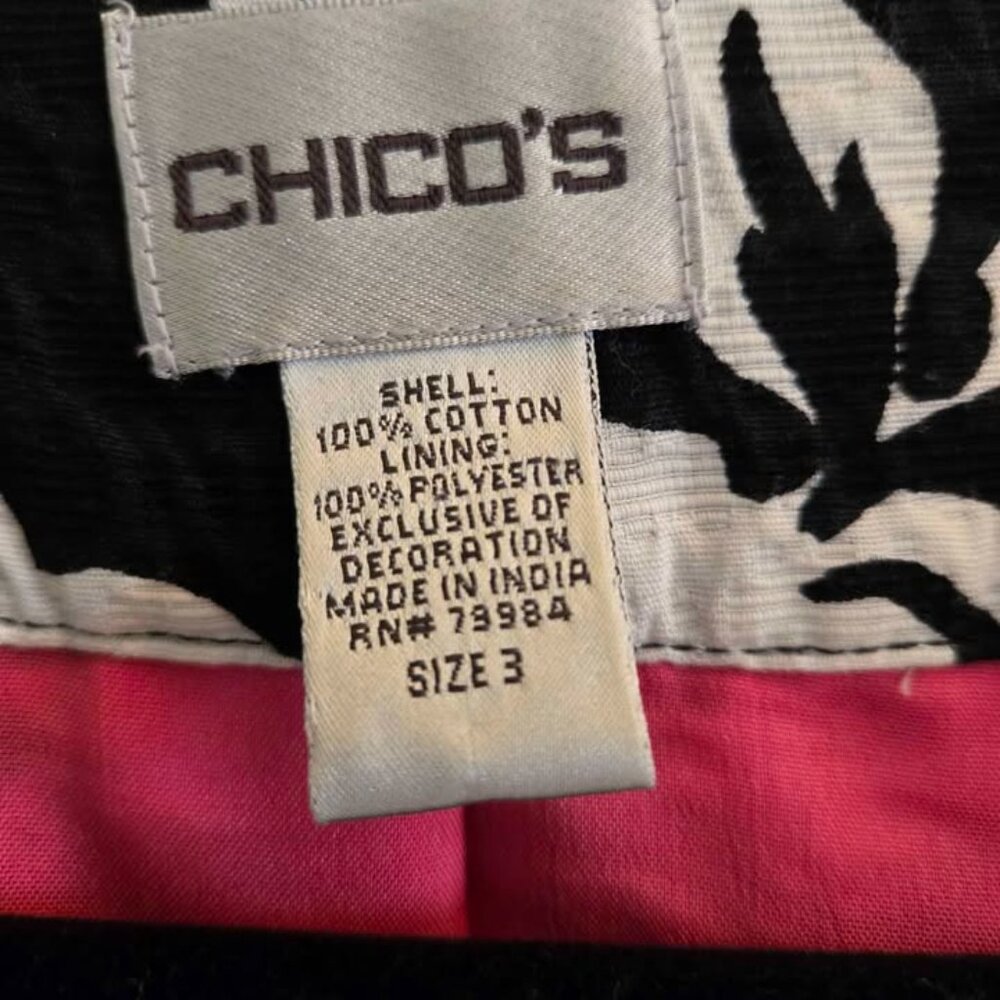 CHICO'S
SHELL:
100% COTTON
LINING:
100% POLYESTER
EXCLUSIVE OF
DECORATION
MADE IN INDIA
RN# 79984
SIZE 3